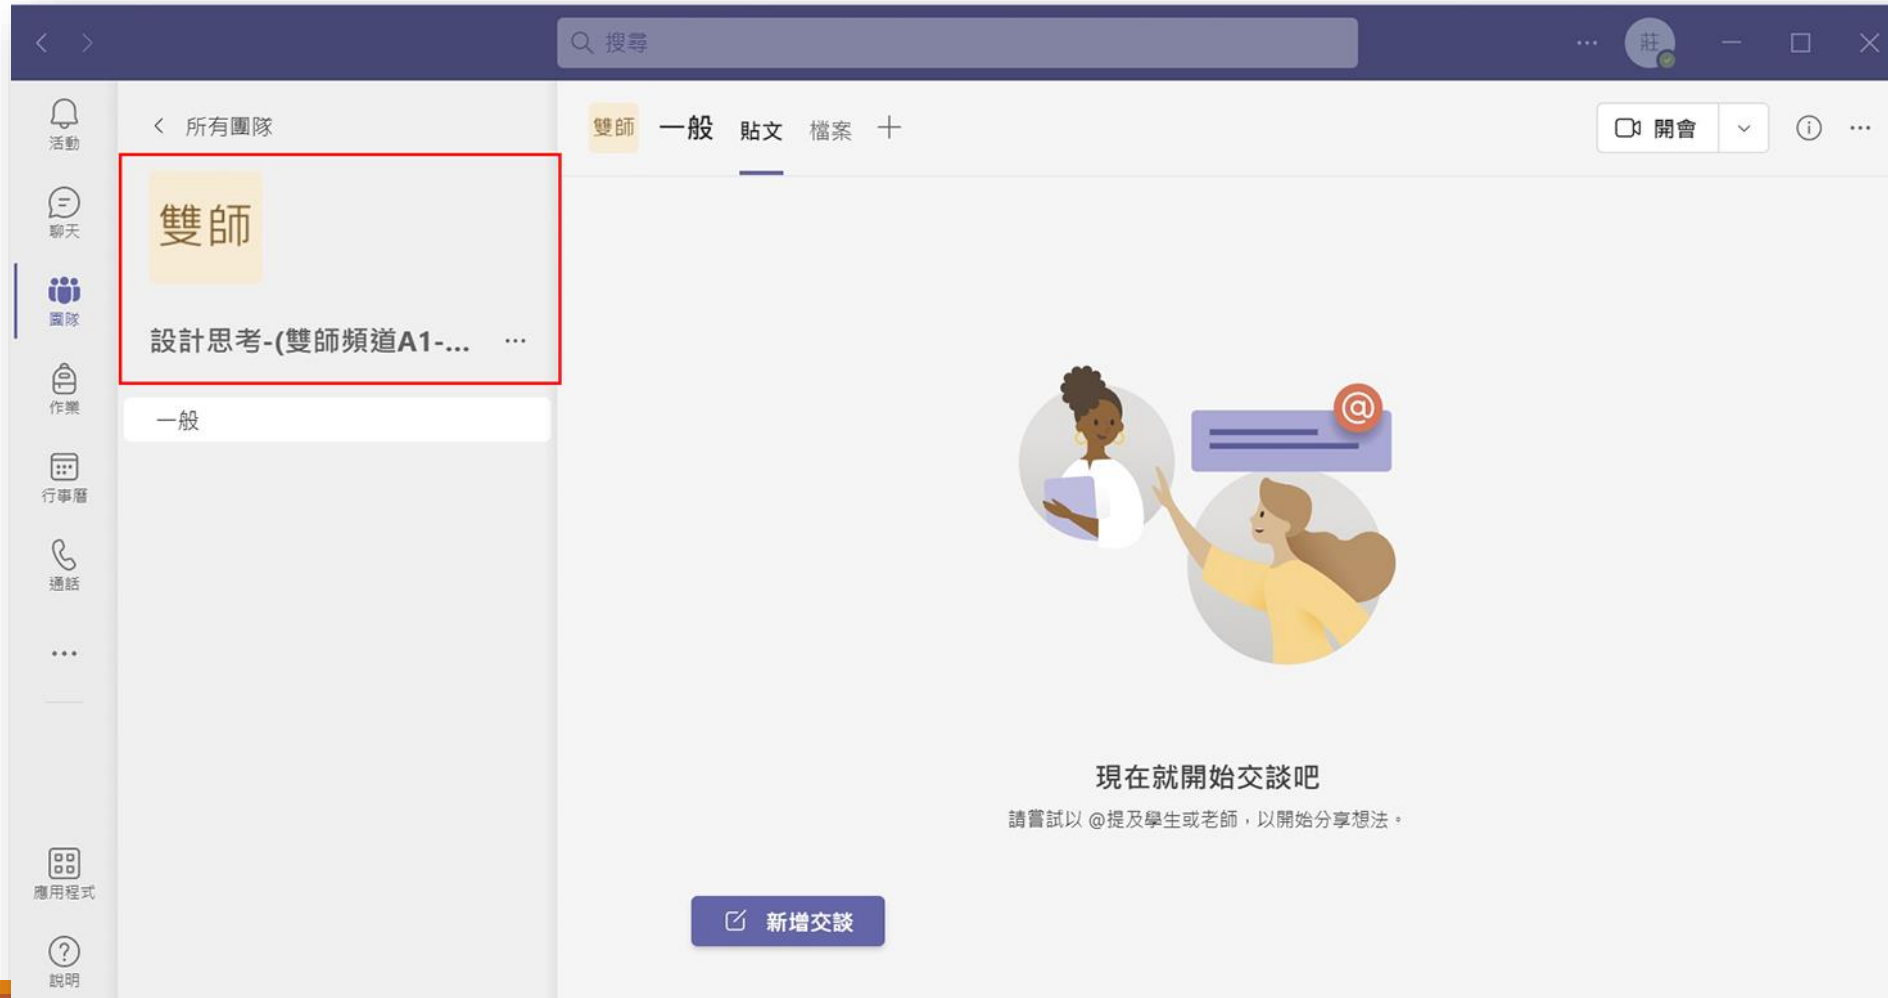 搜尋
莊
活動
聊天
團隊
作業
行事曆
通話
應用程式
說明
所有團隊
雙師
設計思考-(雙師頻道A1-...
一般
雙師
一般 貼文 檔案
開會
@
現在就開始交談吧
請嘗試以 @提及學生或老師，以開始分享想法。
新增交談